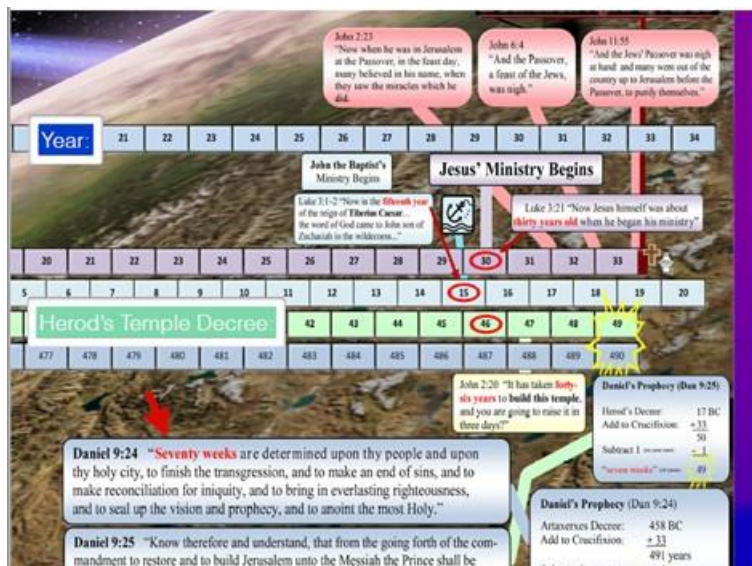 John 2:23
"Now when he was in Jerusalem
at the Passover, in the feast day,
many believed in his name, when
they saw the miracles which he
did.
John 6:4
"And the Passover,
a feast of the Jews,
was nigh."
John 11:55
"And the Jews' Passover was nigh
at hand: and many went out of the
country up to Jerusalem before the
Passover, to purify themselves."
Year: 21 22 23 24 25 26 27 28 29 30 31 32 33 34
John the Baptist's
Ministry Begins
Jesus' Ministry Begins
Luke 3:1-2 "Now in the fifteenth year
of the reign of Tiberius Caesar...
the word of God came to John son of
Zachariah in the wilderness..."
Luke 3:21 "Now Jesus himself was about
thirty years old when he began his ministry"
20 21 22 23 24 25 26 27 28 29 30 31 32 33
5 6 7 8 9 10 11 12 13 14 15 16 17 18 19 20
Herod's Temple Decree: 42 43 44 45 46 47 48 49
477 478 479 480 481 482 483 484 485 486 487 488 489 490
John 2:20 "It has taken forty-
six years to build this temple,
and you are going to raise it in
three days?"
Daniel's Prophecy (Dan 9:25)
Herod's Decree: 17 BC
Add to Crucifixion: +33
50
Subtract 1 - 1
"seven weeks" 49
Daniel 9:24 "Seventy weeks are determined upon thy people and upon
thy holy city, to finish the transgression, and to make an end of sins, and to
make reconciliation for iniquity, and to bring in everlasting righteousness,
and to seal up the vision and prophecy, and to anoint the most Holy."
Daniel's Prophecy (Dan 9:24)
Artaxerxes Decree: 458 BC
Add to Crucifixion: + 33
491 years
Daniel 9:25 "Know therefore and understand, that from the going forth of the com-
mandment to restore and to build Jerusalem unto the Messiah the Prince shall be